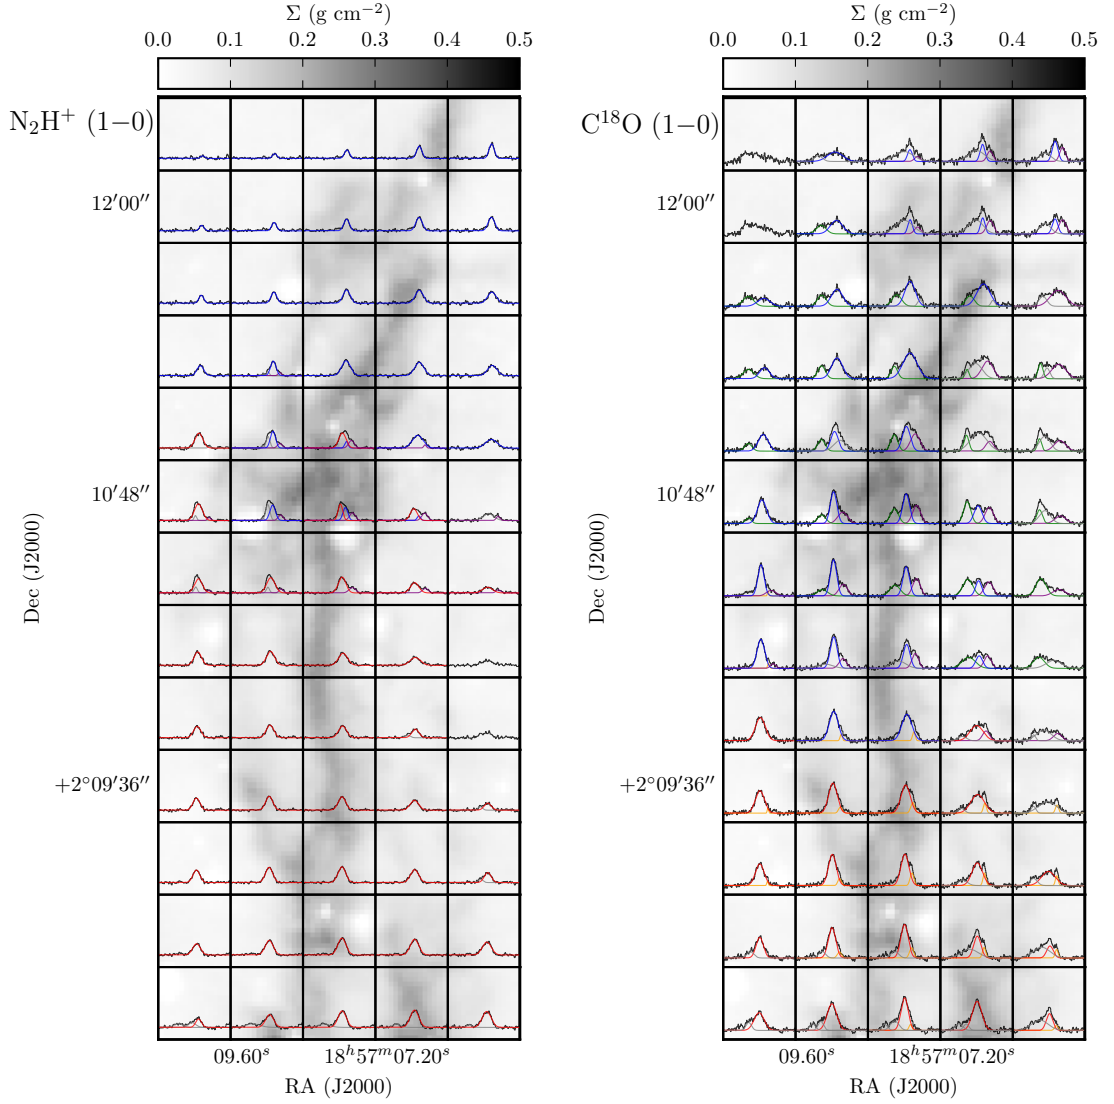 Σ (g cm⁻²)
0.0 0.1 0.2 0.3 0.4 0.5
N₂H⁺ (1−0)
12′00′′
10′48′′
+2°09′36′′
Dec (J2000)
09.60ˢ 18ʰ57ᵐ07.20ˢ
RA (J2000)
Σ (g cm⁻²)
0.0 0.1 0.2 0.3 0.4 0.5
C¹⁸O (1−0)
12′00′′
10′48′′
+2°09′36′′
Dec (J2000)
09.60ˢ 18ʰ57ᵐ07.20ˢ
RA (J2000)